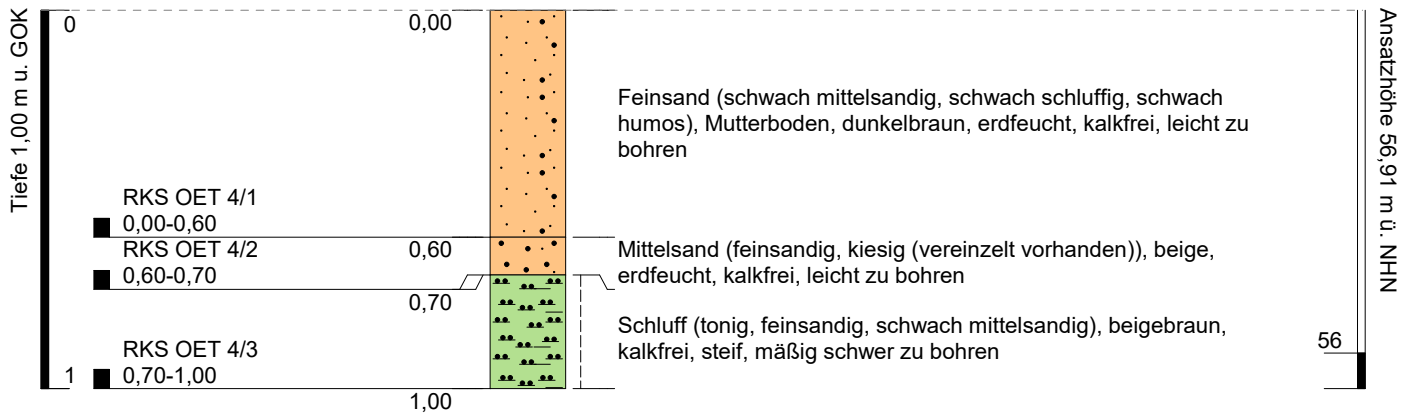 Tiefe 1,00 m u. GOK
0
0,00
Feinsand (schwach mittelsandig, schwach schluffig, schwach
humos), Mutterboden, dunkelbraun, erdfeucht, kalkfrei, leicht zu
bohren
RKS OET 4/1
0,00-0,60
0,60
RKS OET 4/2
0,60-0,70
0,70
Mittelsand (feinsandig, kiesig (vereinzelt vorhanden)), beige,
erdfeucht, kalkfrei, leicht zu bohren
Schluff (tonig, feinsandig, schwach mittelsandig), beigebraun,
kalkfrei, steif, mäßig schwer zu bohren
RKS OET 4/3
0,70-1,00
1
1,00
56
Ansatzhöhe 56,91 m ü. NHN